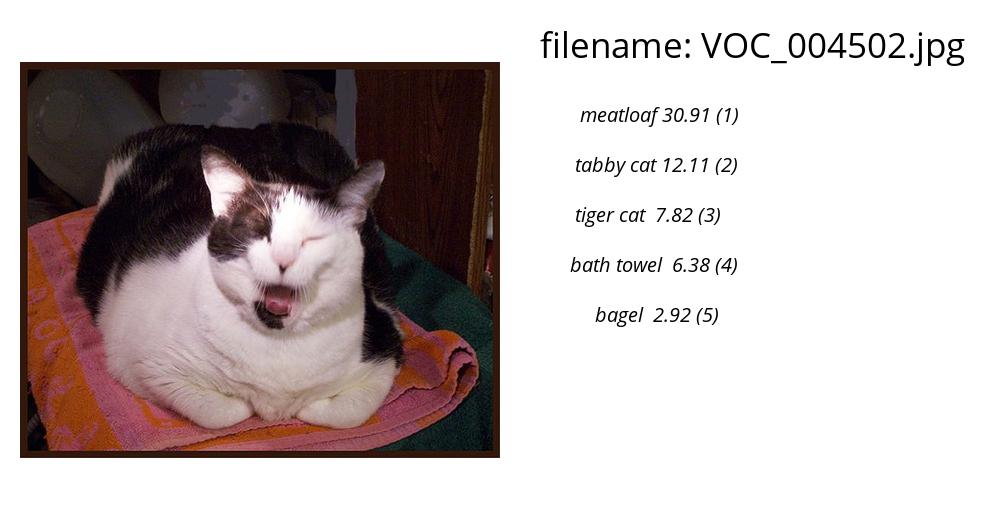 filename: VOC_004502.jpg
meatloaf 30.91 (1)
tabby cat 12.11 (2)
tiger cat 7.82 (3)
bath towel 6.38 (4)
bagel 2.92 (5)